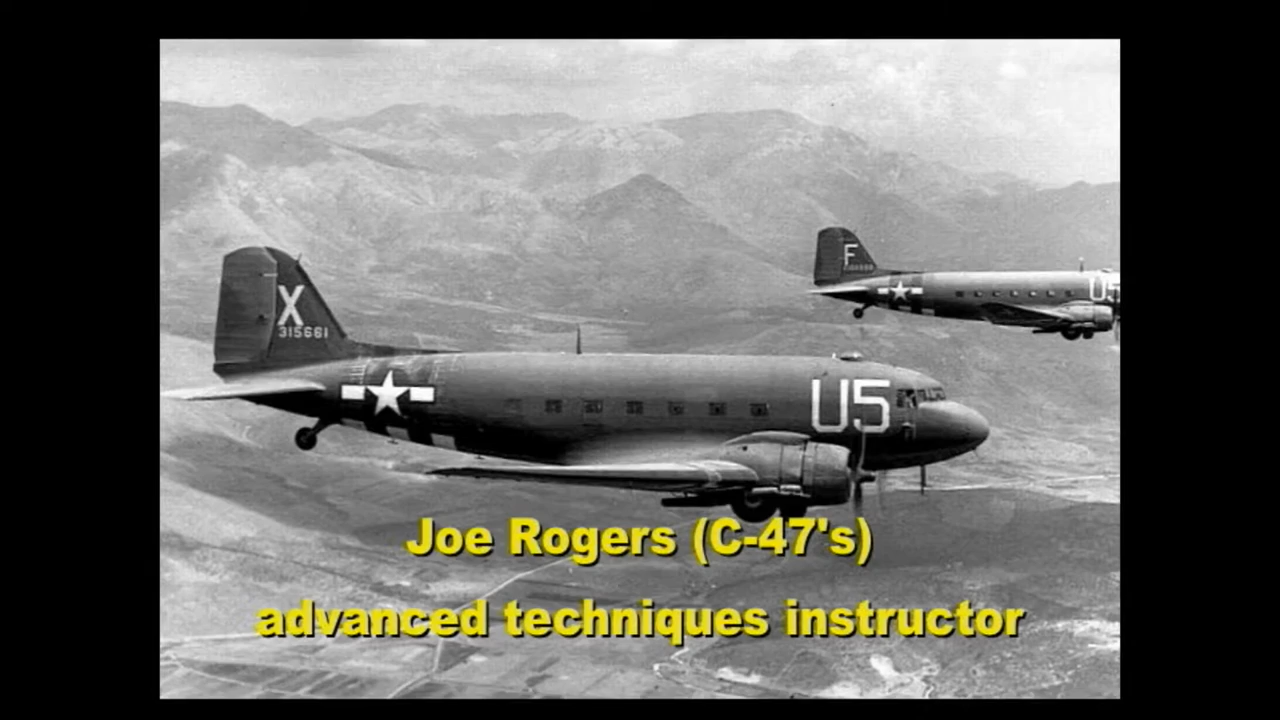 F
X
315661
U5
U5
Joe Rogers (C-47's)
advanced techniques instructor